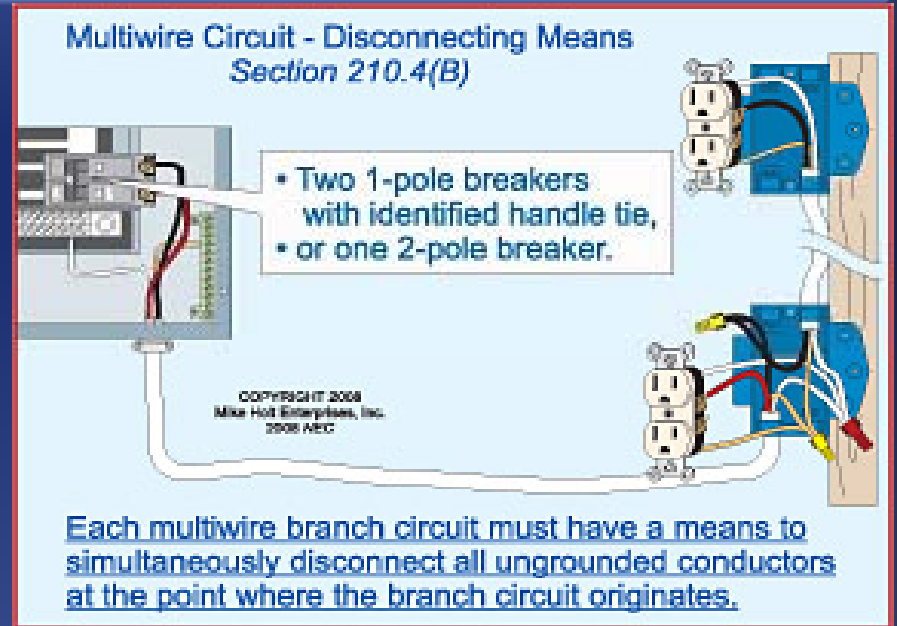 Multiwire Circuit - Disconnecting Means
Section 210.4(B)
• Two 1-pole breakers
with identified handle tie,
• or one 2-pole breaker.
COPYRIGHT 2008
Mike Holt Enterprises, Inc.
2008 NEC
Each multiwire branch circuit must have a means to
simultaneously disconnect all ungrounded conductors
at the point where the branch circuit originates.